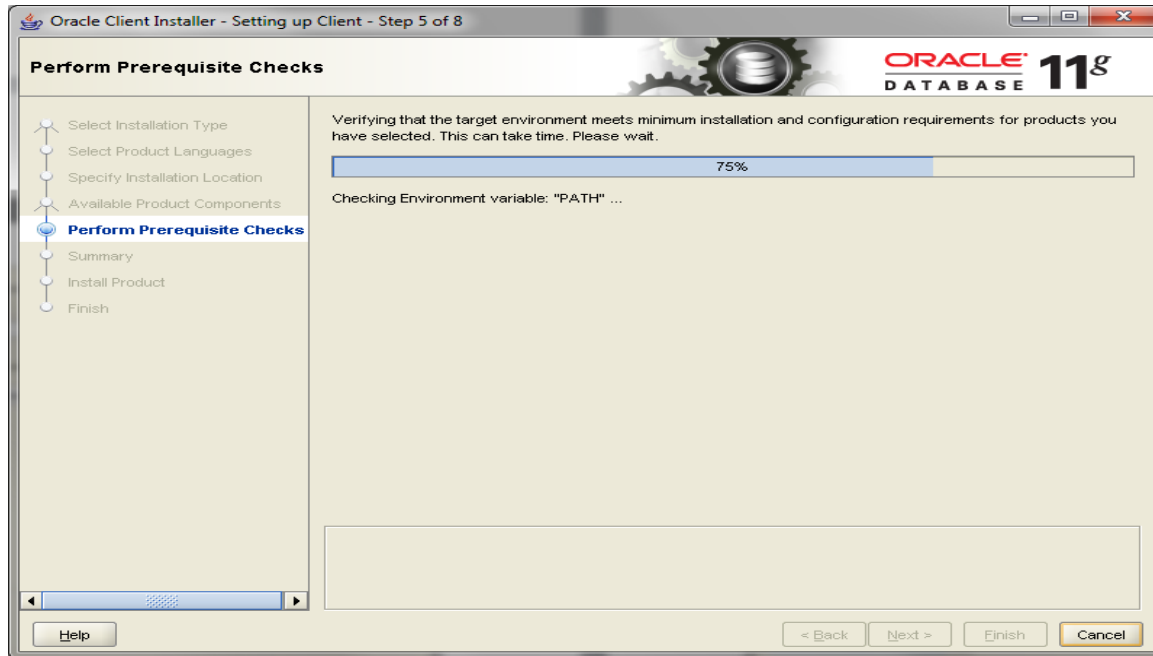 Oracle Client Installer - Setting up Client - Step 5 of 8
Perform Prerequisite Checks
ORACLE
DATABASE
11g
Select Installation Type
Select Product Languages
Specify Installation Location
Available Product Components
Perform Prerequisite Checks
Summary
Install Product
Finish
Verifying that the target environment meets minimum installation and configuration requirements for products you
have selected. This can take time. Please wait.
75%
Checking Environment variable: "PATH" ...
Help
< Back
Next >
Finish
Cancel